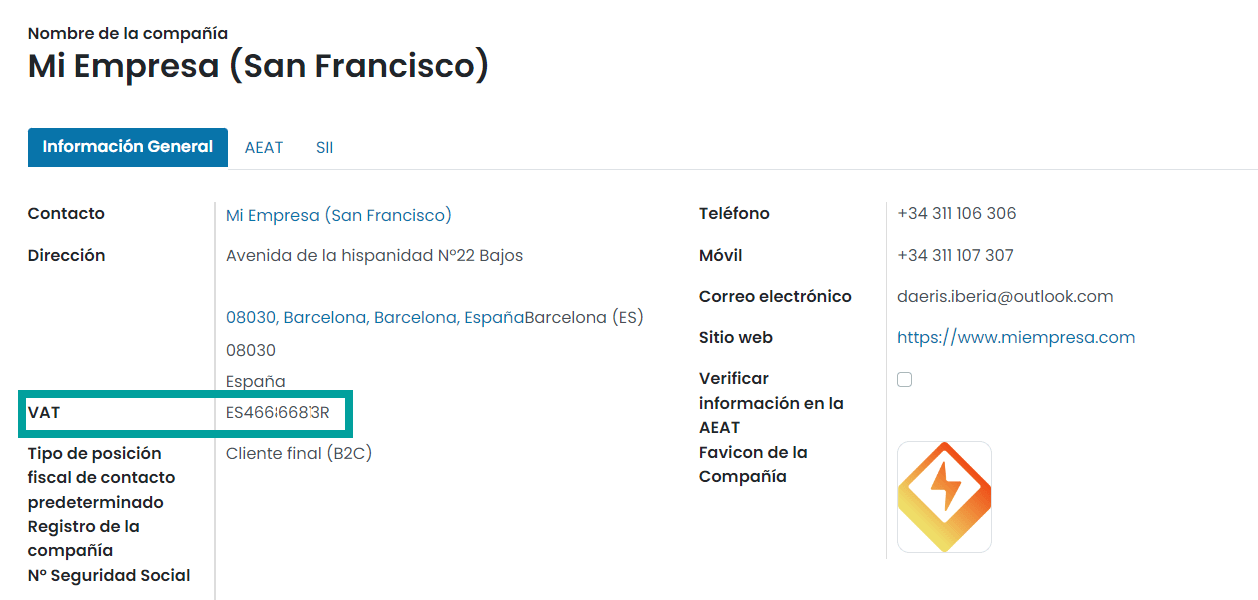 Nombre de la compañía
Mi Empresa (San Francisco)
Información General
AEAT
SII
Contacto
Mi Empresa (San Francisco)
Dirección
Avenida de la hispanidad Nº22 Bajos
08030, Barcelona, Barcelona, EspañaBarcelona (ES)
08030
España
VAT
Tipo de posición
fiscal de contacto
predeterminado
Cliente final (B2C)
Registro de la
compañía
Nº Seguridad Social
Teléfono
+34 311 106 306
Móvil
+34 311 107 307
Correo electrónico
daeris.iberia@outlook.com
Sitio web
https://www.miempresa.com
Verificar
información en la
AEAT
Favicon de la
Compañía